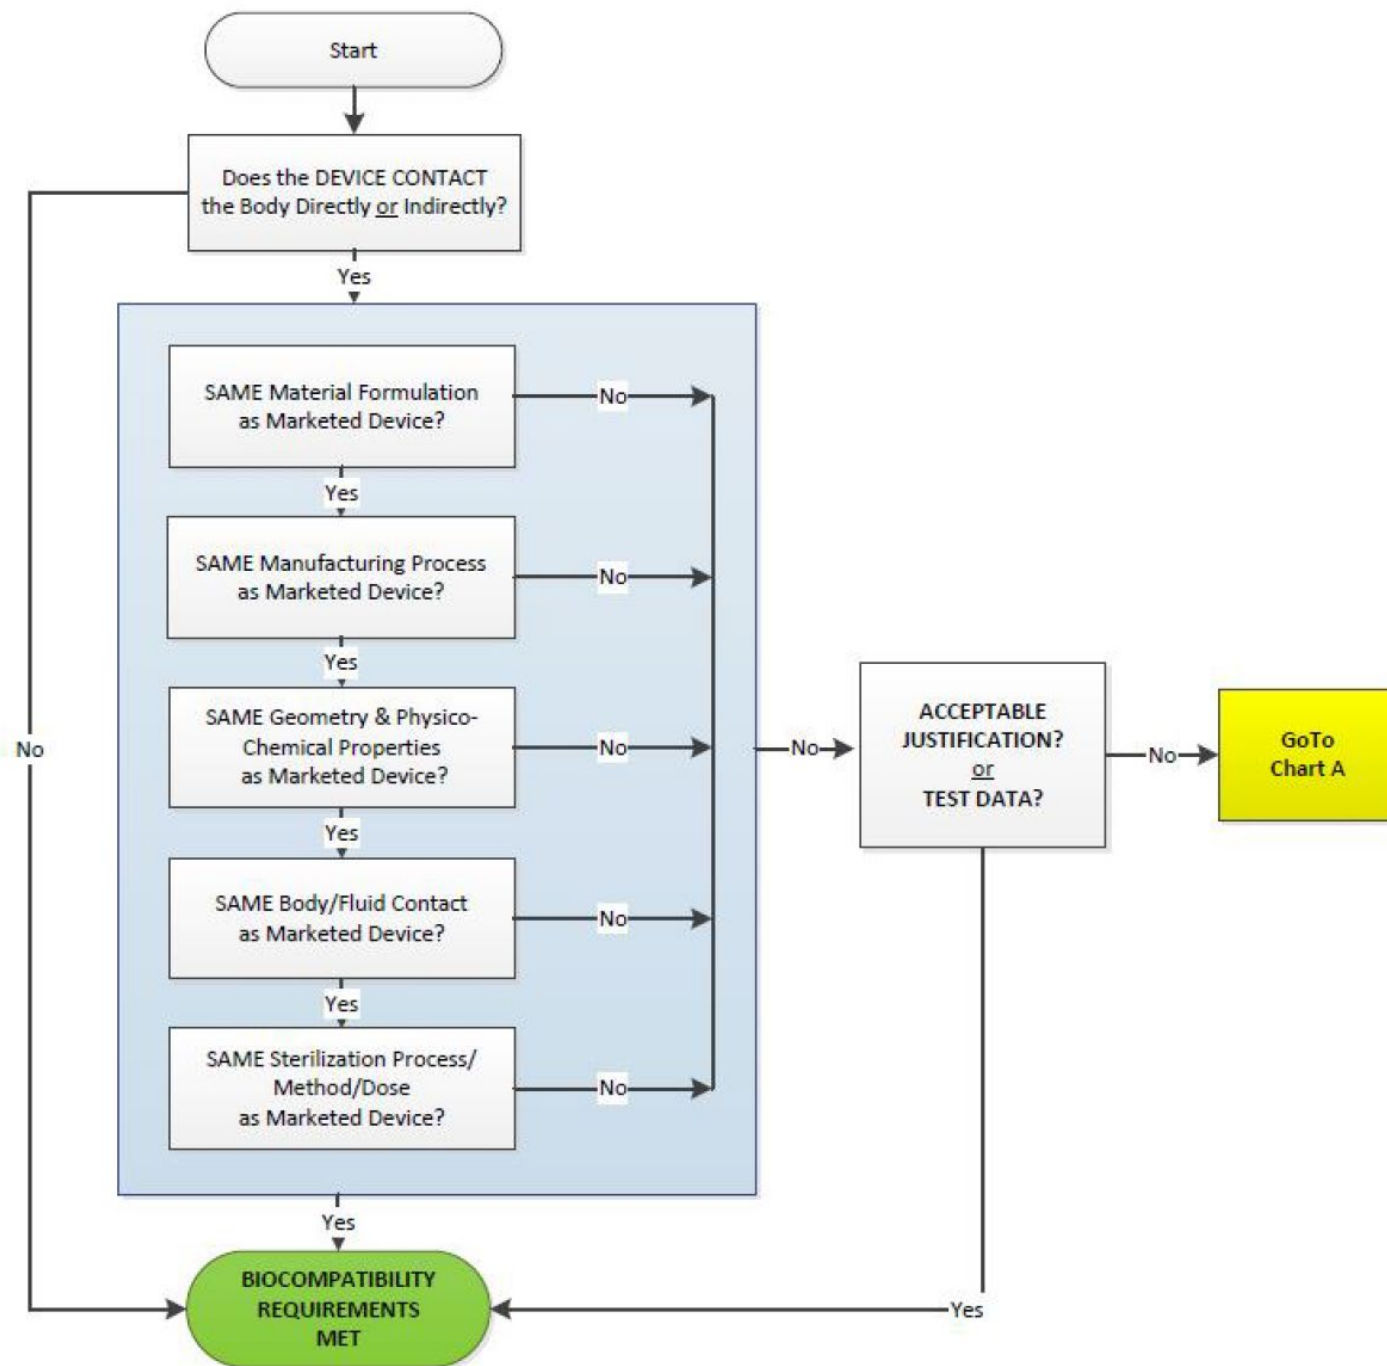 Start
Does the DEVICE CONTACT
the Body Directly or Indirectly?
Yes
SAME Material Formulation
as Marketed Device?
No
Yes
SAME Manufacturing Process
as Marketed Device?
No
Yes
SAME Geometry & Physico-
Chemical Properties
as Marketed Device?
No
Yes
SAME Body/Fluid Contact
as Marketed Device?
No
Yes
SAME Sterilization Process/
Method/Dose
as Marketed Device?
No
No
No
ACCEPTABLE
JUSTIFICATION?
or
TEST DATA?
No
GoTo
Chart A
Yes
BIOCOMPATIBILITY
REQUIREMENTS
MET
Yes